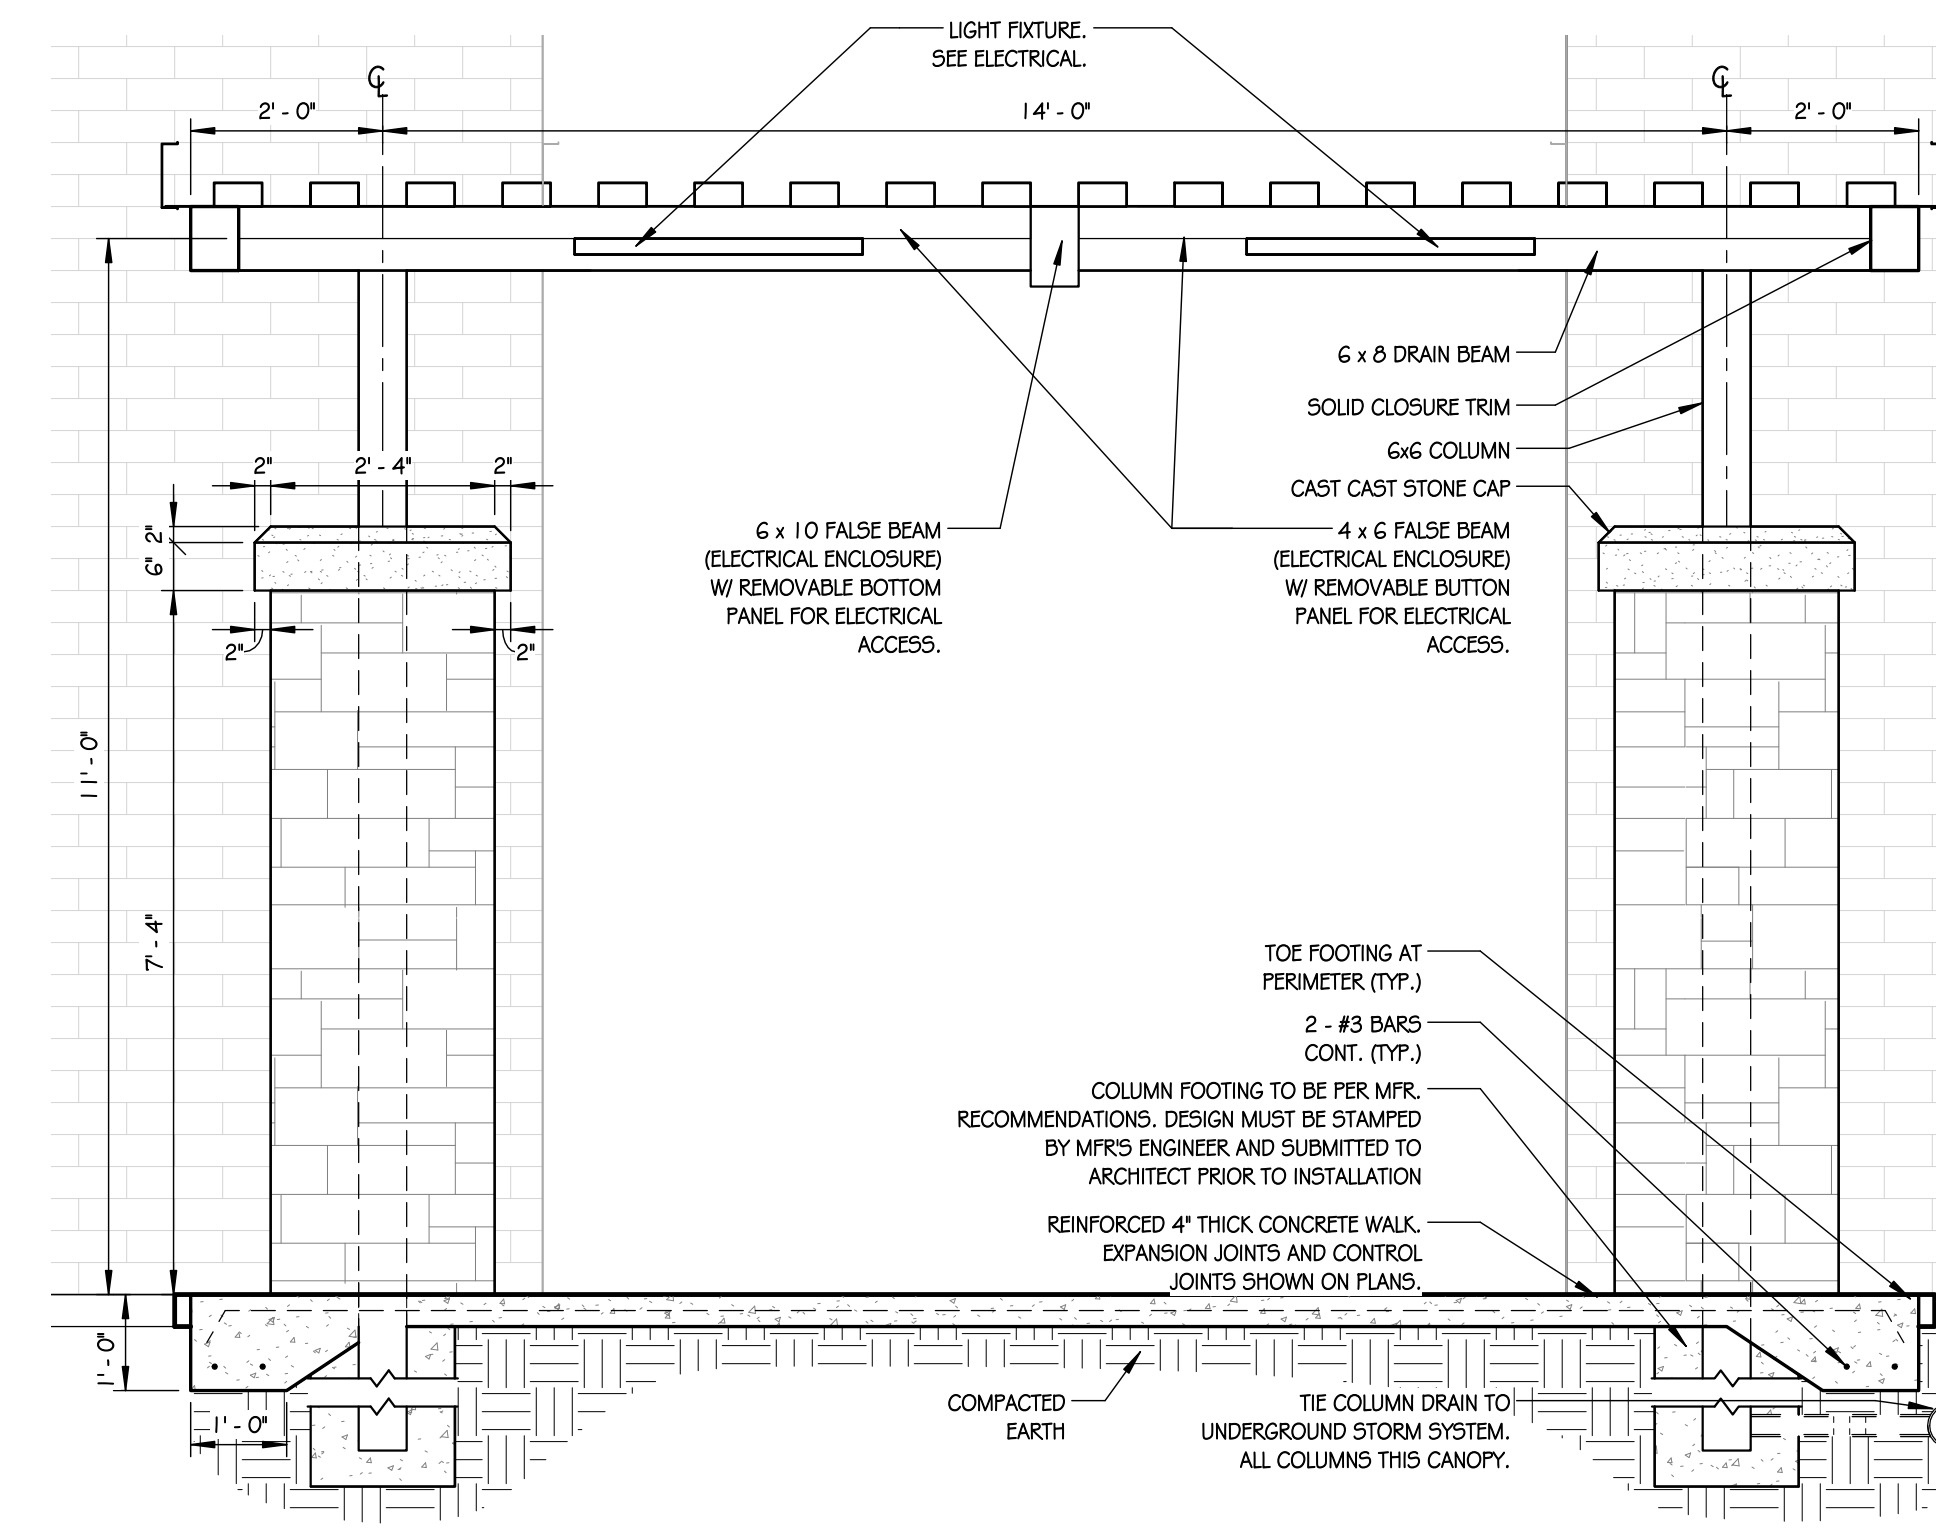 LIGHT FIXTURE.
SEE ELECTRICAL.
℄
℄
2' - 0"
14' - 0"
2' - 0"
6 x 8 DRAIN BEAM
SOLID CLOSURE TRIM
6x6 COLUMN
CAST CAST STONE CAP
2"
2' - 4"
2"
2"
6"
2"
2"
6 x 10 FALSE BEAM
(ELECTRICAL ENCLOSURE)
W/ REMOVABLE BOTTOM
PANEL FOR ELECTRICAL
ACCESS.
4 x 6 FALSE BEAM
(ELECTRICAL ENCLOSURE)
W/ REMOVABLE BUTTON
PANEL FOR ELECTRICAL
ACCESS.
11' - 0"
7' - 4"
TOE FOOTING AT
PERIMETER (TYP.)
2 - #3 BARS
CONT. (TYP.)
COLUMN FOOTING TO BE PER MFR.
RECOMMENDATIONS. DESIGN MUST BE STAMPED
BY MFR'S ENGINEER AND SUBMITTED TO
ARCHITECT PRIOR TO INSTALLATION
REINFORCED 4" THICK CONCRETE WALK.
EXPANSION JOINTS AND CONTROL
JOINTS SHOWN ON PLANS.
1' - 0"
1' - 0"
COMPACTED
EARTH
TIE COLUMN DRAIN TO
UNDERGROUND STORM SYSTEM.
ALL COLUMNS THIS CANOPY.